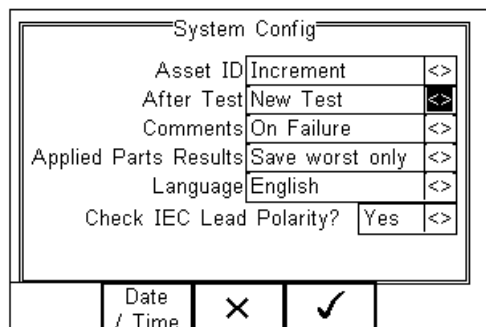 System Config
Asset ID Increment <>
After Test New Test <>
Comments On Failure <>
Applied Parts Results Save worst only <>
Language English <>
Check IEC Lead Polarity? Yes <>
Date
/ Time